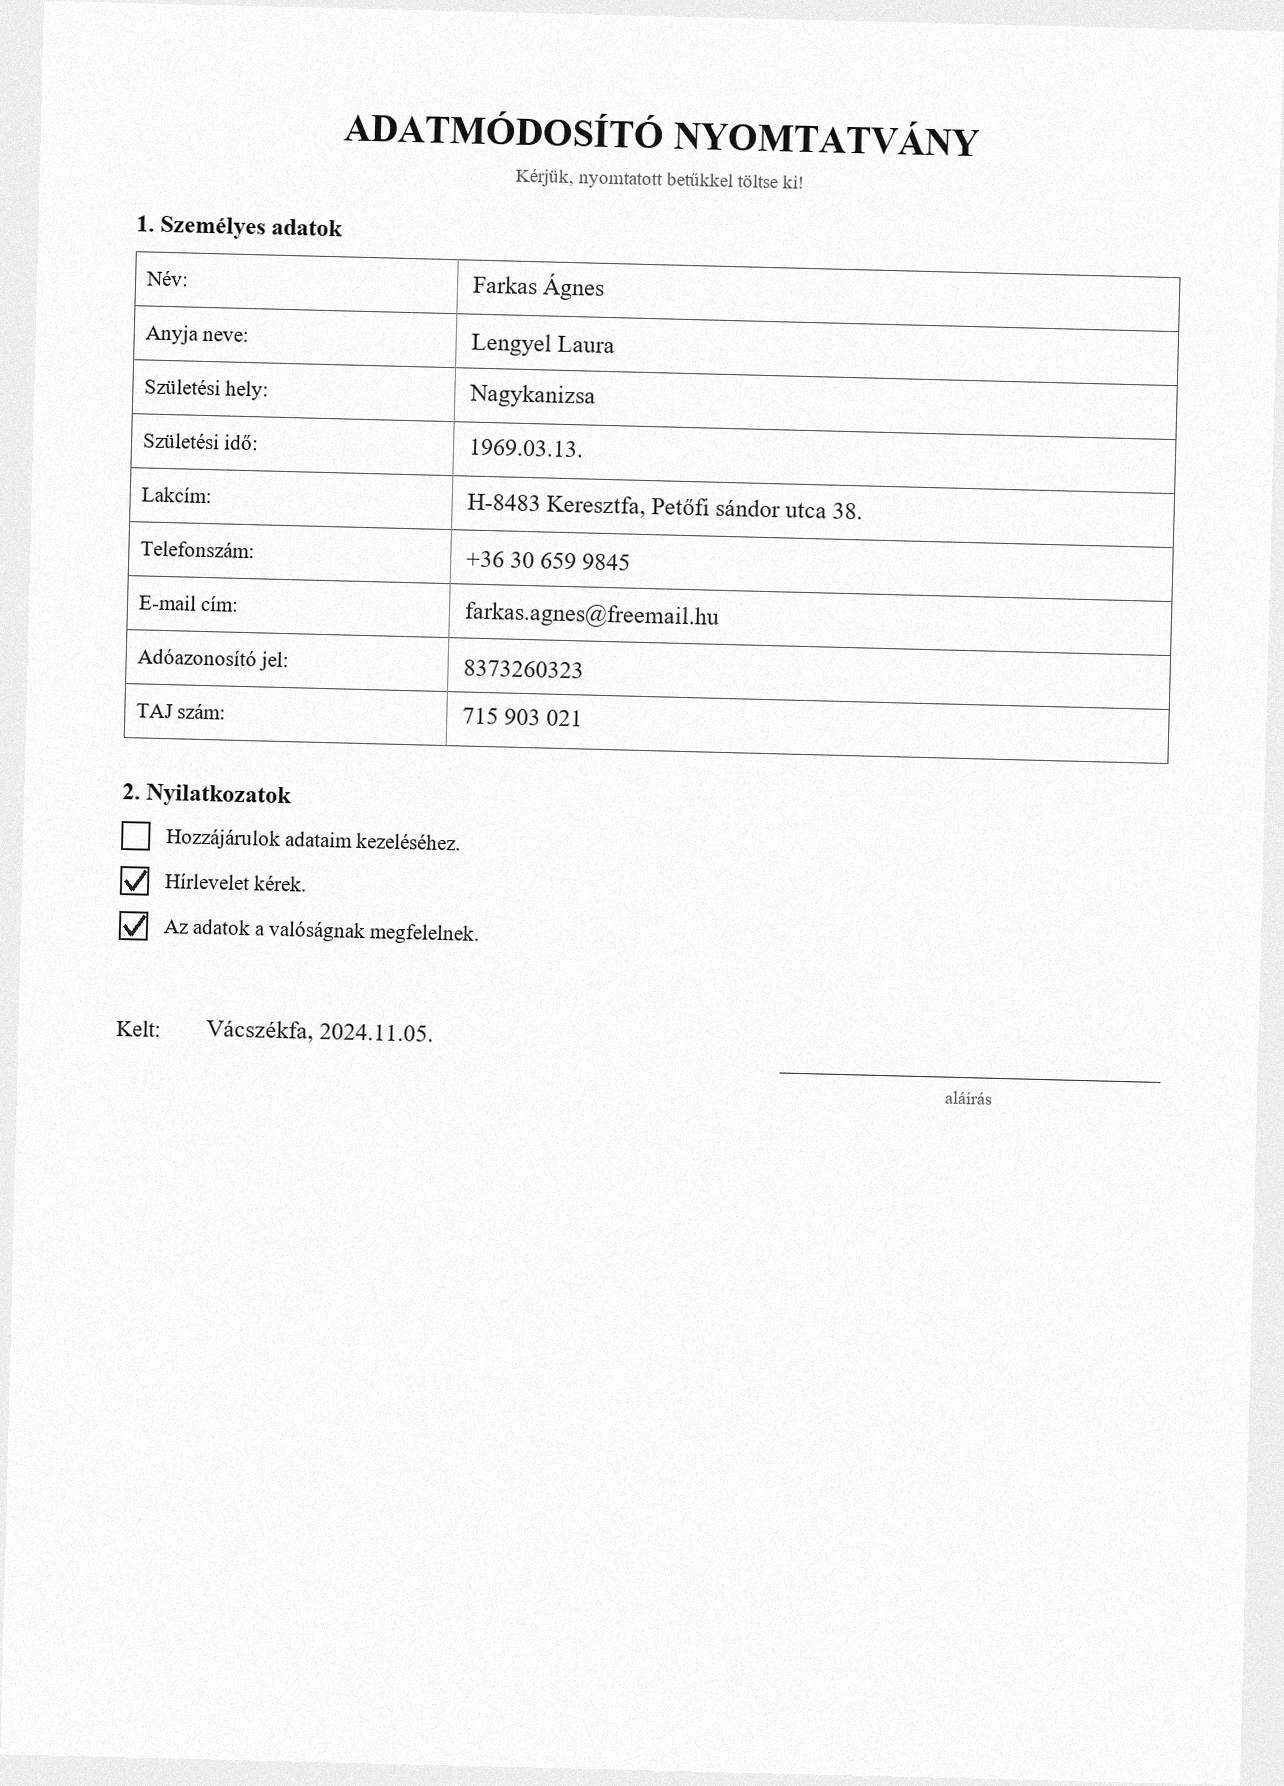 ADATMÓDOSÍTÓ NYOMTATVÁNY
Kérjük, nyomtatott betűkkel töltse ki!
1. Személyes adatok
Név: Farkas Ágnes
Anyja neve: Lengyel Laura
Születési hely: Nagykanizsa
Születési idő: 1969.03.13.
Lakcím: H-8483 Keresztfa, Petőfi sándor utca 38.
Telefonszám: +36 30 659 9845
E-mail cím: farkas.agnes@freemail.hu
Adóazonosító jel: 8373260323
TAJ szám: 715 903 021
2. Nyilatkozatok
Hozzájárulok adataim kezeléséhez.
Hírlevelet kérek.
Az adatok a valóságnak megfelelnek.
Kelt: Vácszékfa, 2024.11.05.
aláírás